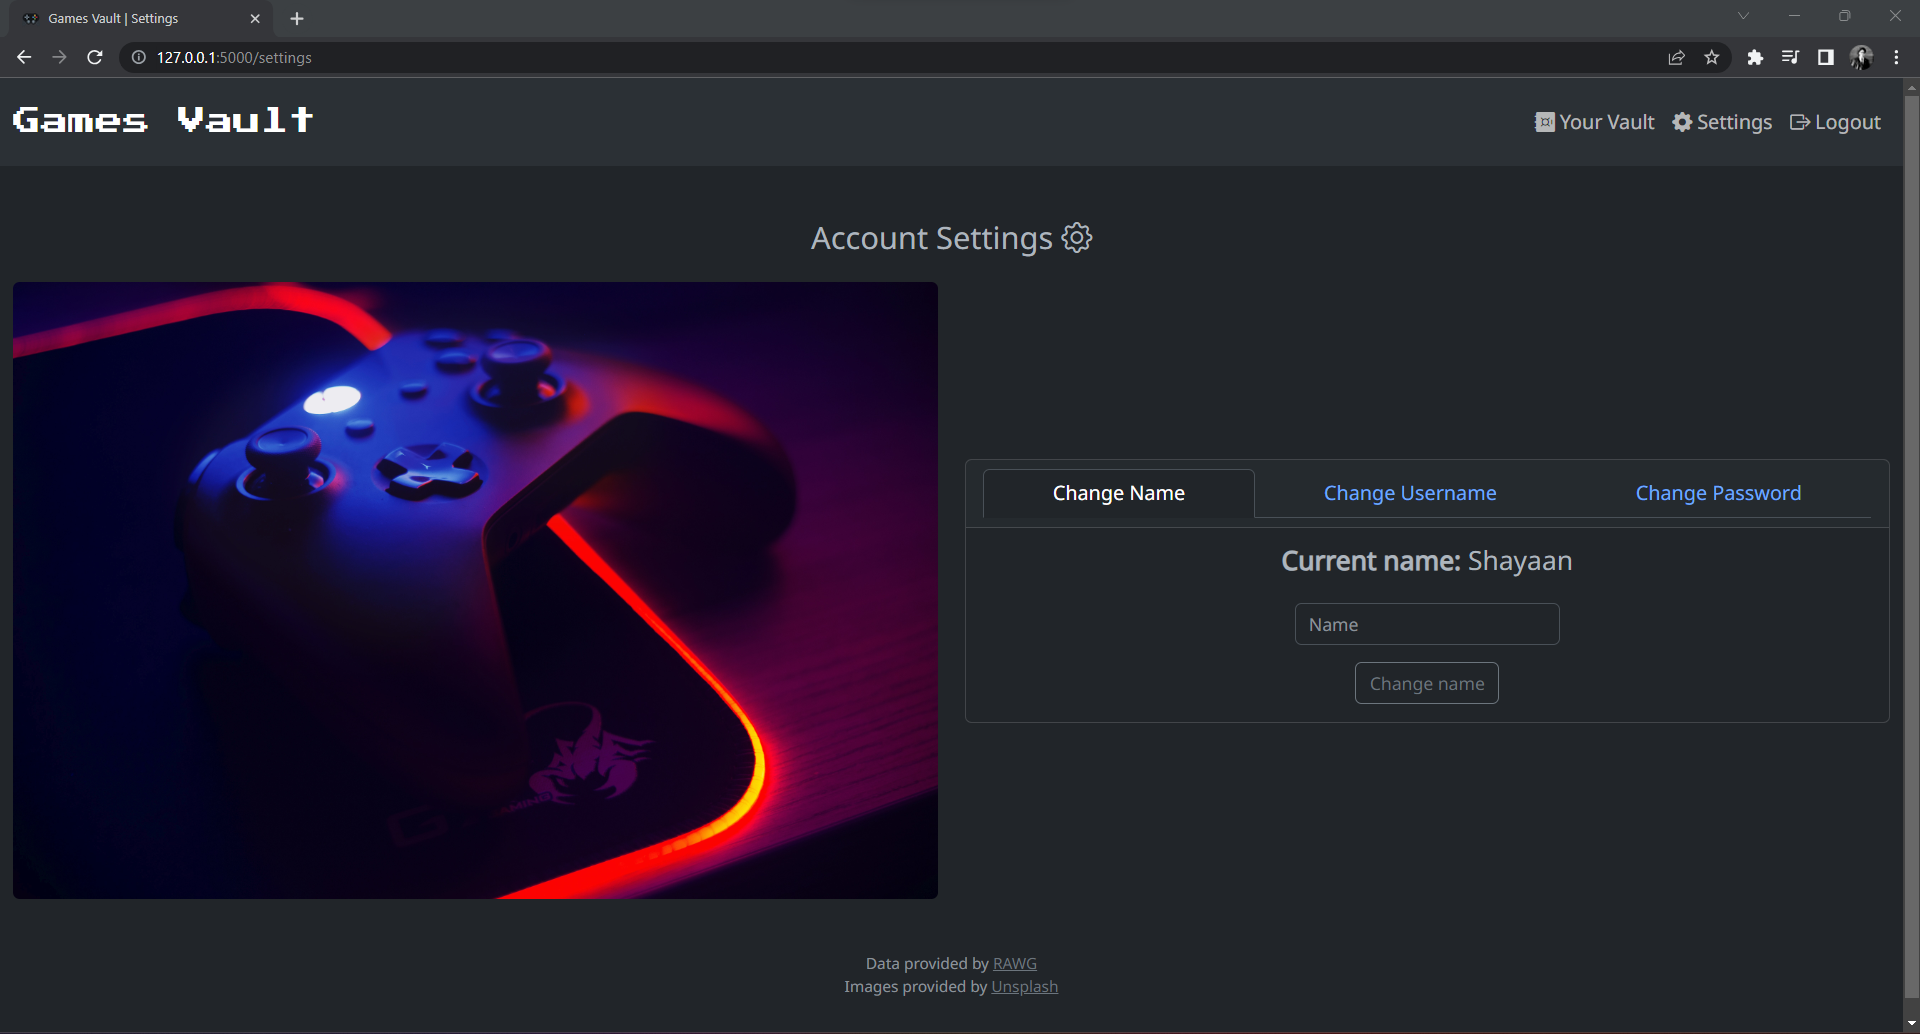 Games Vault | Settings
127.0.0.1:5000/settings
Games Vault
Your Vault Settings Logout
Account Settings
Change Name Change Username Change Password
Current name: Shayaan
Name
Change name
Data provided by RAWG
Images provided by Unsplash